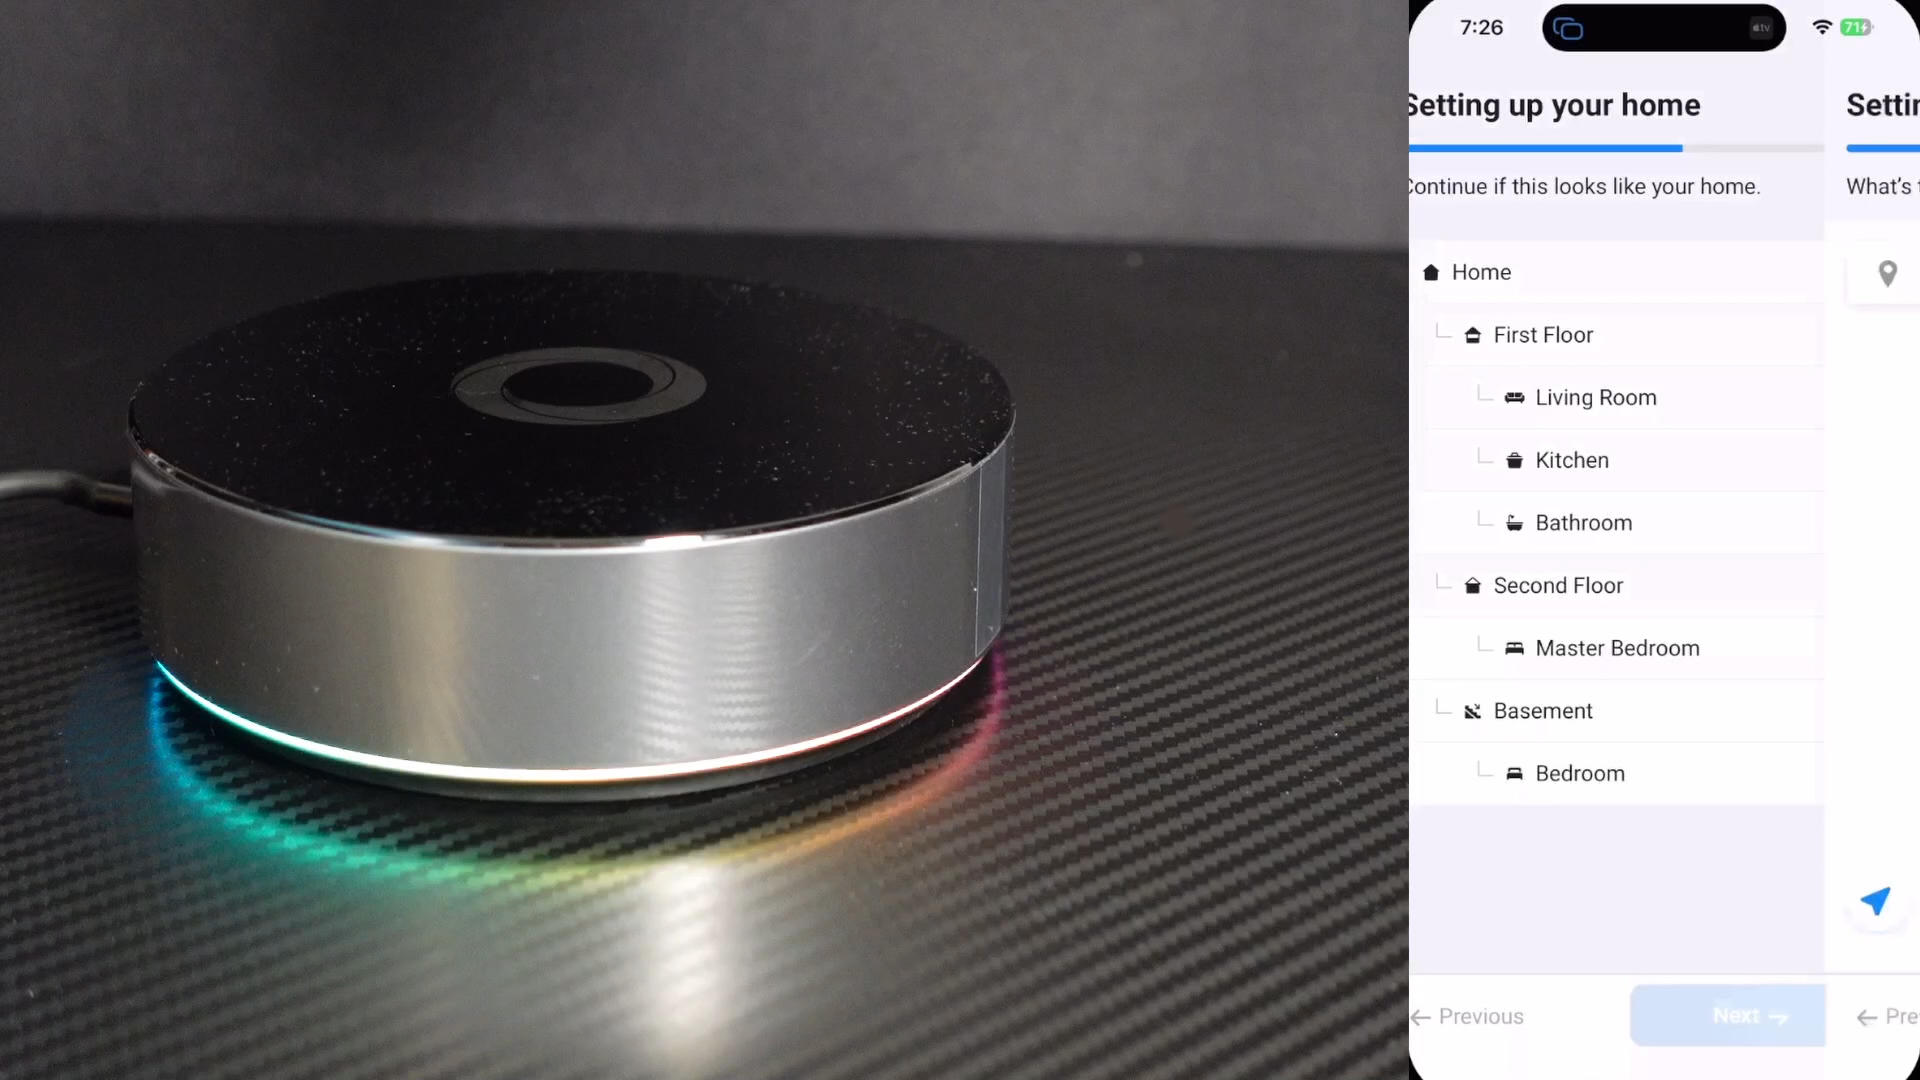 7:26
tv
71
Setting up your home
Settin
Continue if this looks like your home.
What's
Home
First Floor
Living Room
Kitchen
Bathroom
Second Floor
Master Bedroom
Basement
Bedroom
← Previous
Next →
← Pre